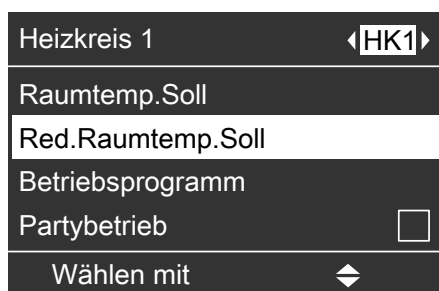 Heizkreis 1 HK1
Raumtemp.Soll
Red.Raumtemp.Soll
Betriebsprogramm
Partybetrieb
Wählen mit